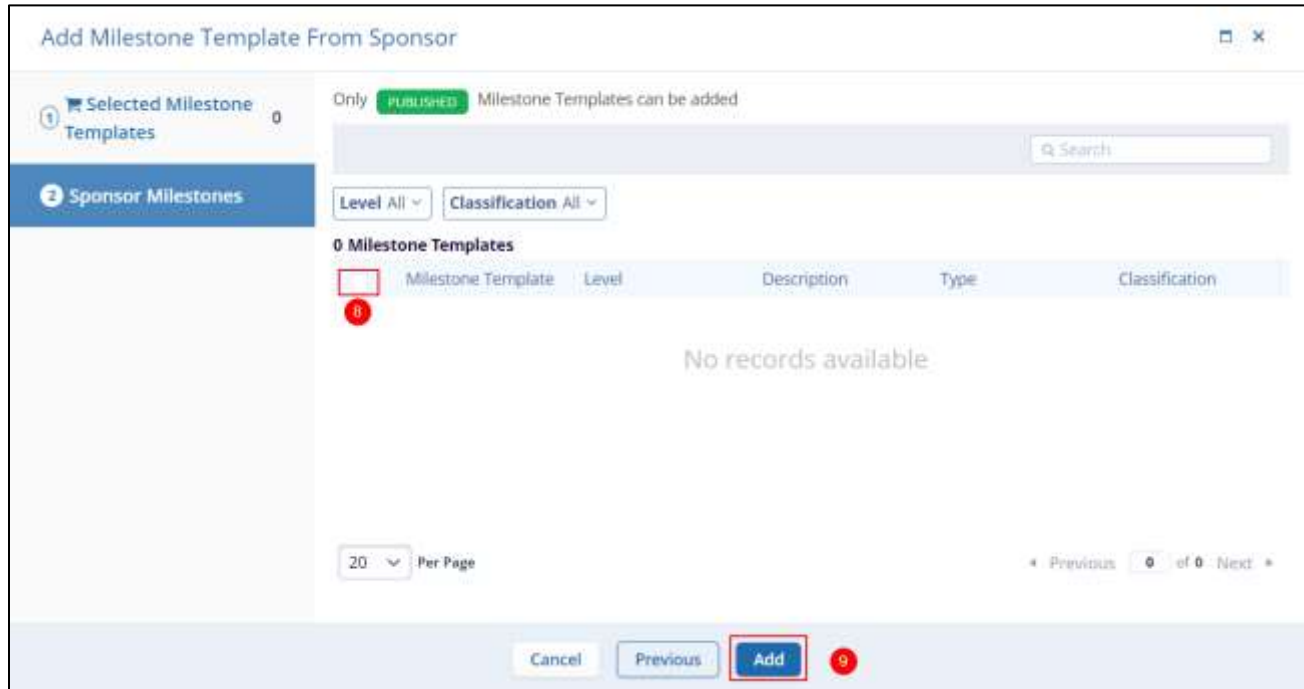 Add Milestone Template From Sponsor
1 Selected Milestone Templates 0
Only PUBLISHED Milestone Templates can be added
Search
2 Sponsor Milestones
Level All Classification All
0 Milestone Templates
Milestone Template Level Description Type Classification
8
No records available
20 Per Page Previous 0 of 0 Next
Cancel Previous Add 9